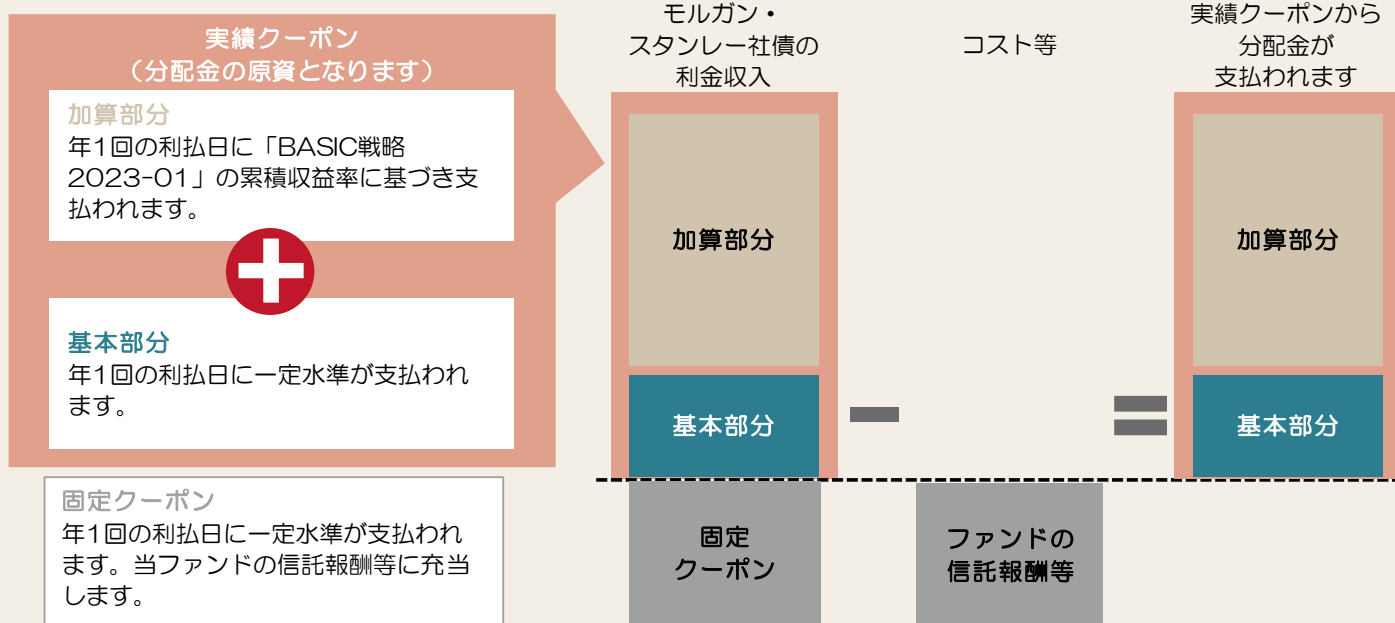 実績クーポン
（分配金の原資となります）
加算部分
年1回の利払日に「BASIC戦略
2023-01」の累積収益率に基づき支
払われます。
基本部分
年1回の利払日に一定水準が支払われ
ます。
固定クーポン
年1回の利払日に一定水準が支払われ
ます。当ファンドの信託報酬等に充当
します。
モルガン・
スタンレー社債の
利金収入
加算部分
基本部分
固定
クーポン
コスト等
ファンドの
信託報酬等
実績クーポンから
分配金が
支払われます
加算部分
基本部分